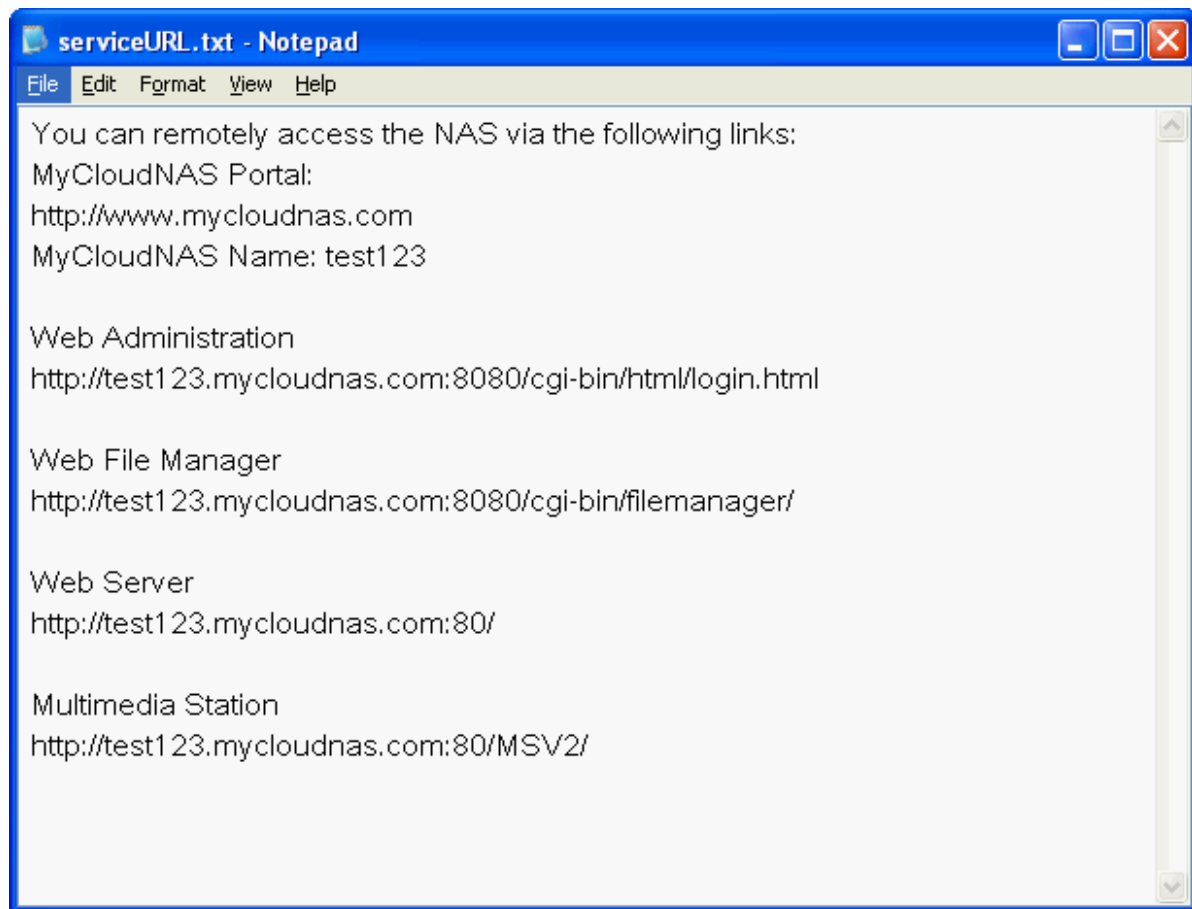 serviceURL.txt - Notepad
File Edit Format View Help
You can remotely access the NAS via the following links:
MyCloudNAS Portal:
http://www.mycloudnas.com
MyCloudNAS Name: test123
Web Administration
http://test123.mycloudnas.com:8080/cgi-bin/html/login.html
Web File Manager
http://test123.mycloudnas.com:8080/cgi-bin/filemanager/
Web Server
http://test123.mycloudnas.com:80/
Multimedia Station
http://test123.mycloudnas.com:80/MSV2/